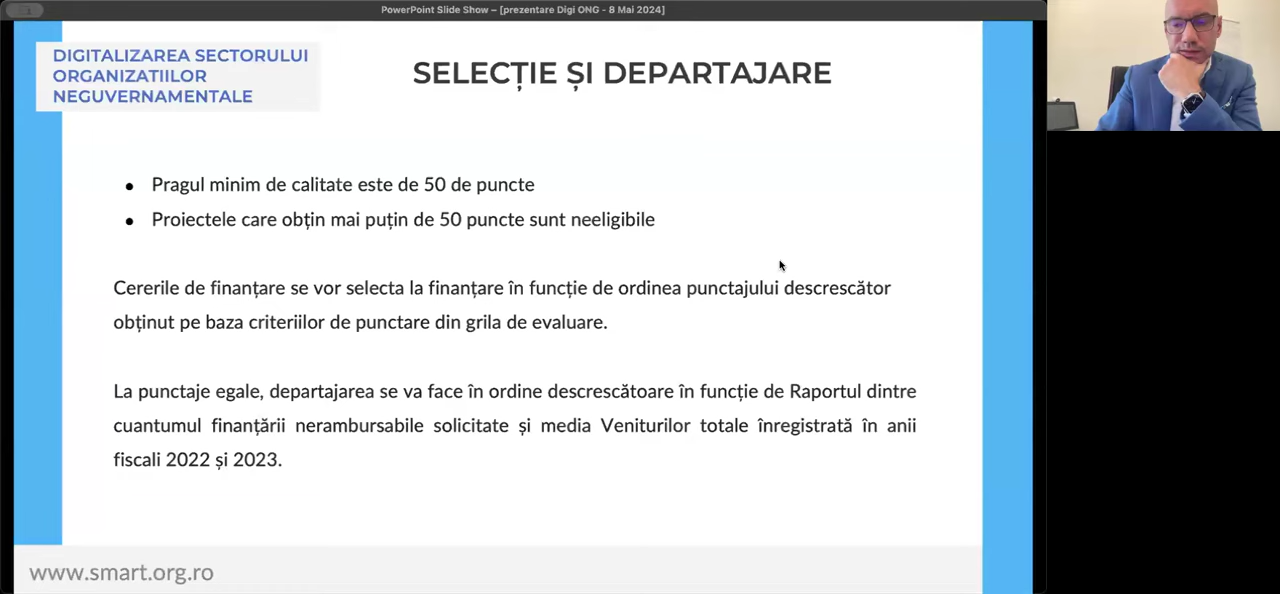 PowerPoint Slide Show – [prezentare Digi ONG - 8 Mai 2024]
DIGITALIZAREA SECTORULUI
ORGANIZATIILOR
NEGUVERNAMENTALE
SELECȚIE ȘI DEPARTAJARE
• Pragul minim de calitate este de 50 de puncte
• Proiectele care obțin mai puțin de 50 puncte sunt neeligibile
Cererile de finanțare se vor selecta la finanțare în funcție de ordinea punctajului descrescător
obținut pe baza criteriilor de punctare din grila de evaluare.
La punctaje egale, departajarea se va face în ordine descrescătoare în funcție de Raportul dintre
cuantumul finanțării nerambursabile solicitate și media Veniturilor totale înregistrată în anii
fiscali 2022 și 2023.
www.smart.org.ro